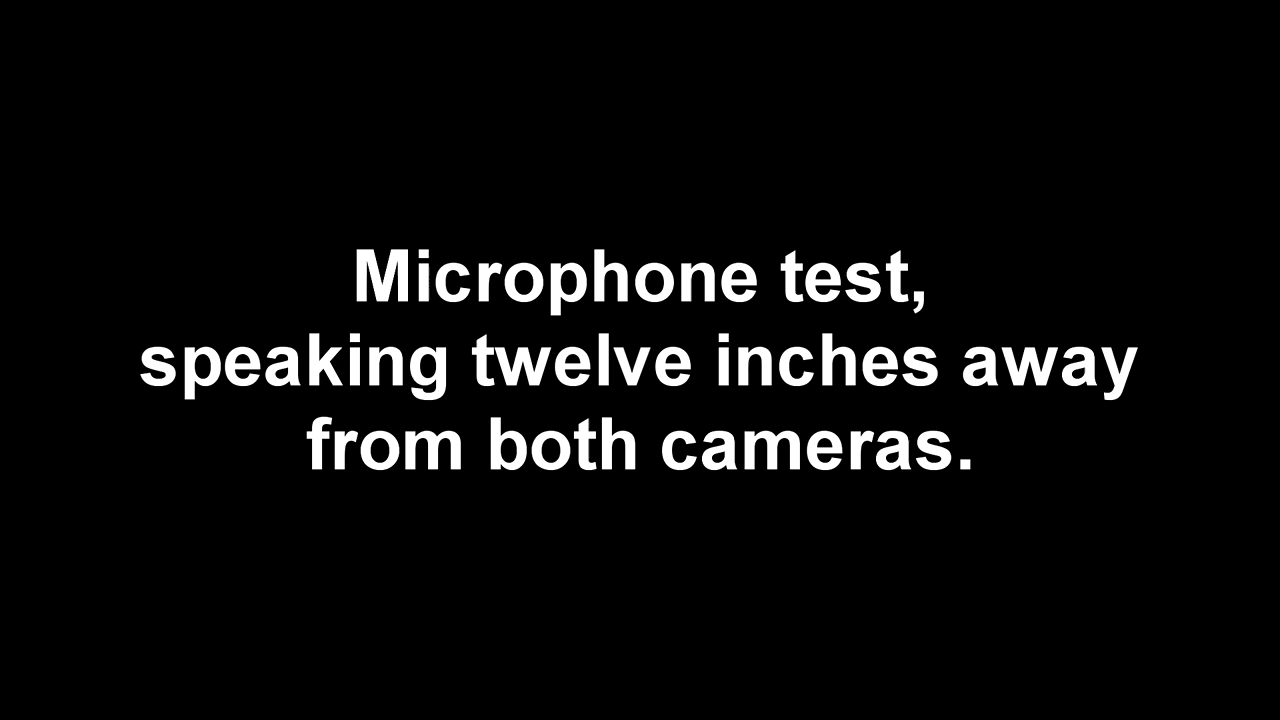 Microphone test,
speaking twelve inches away
from both cameras.